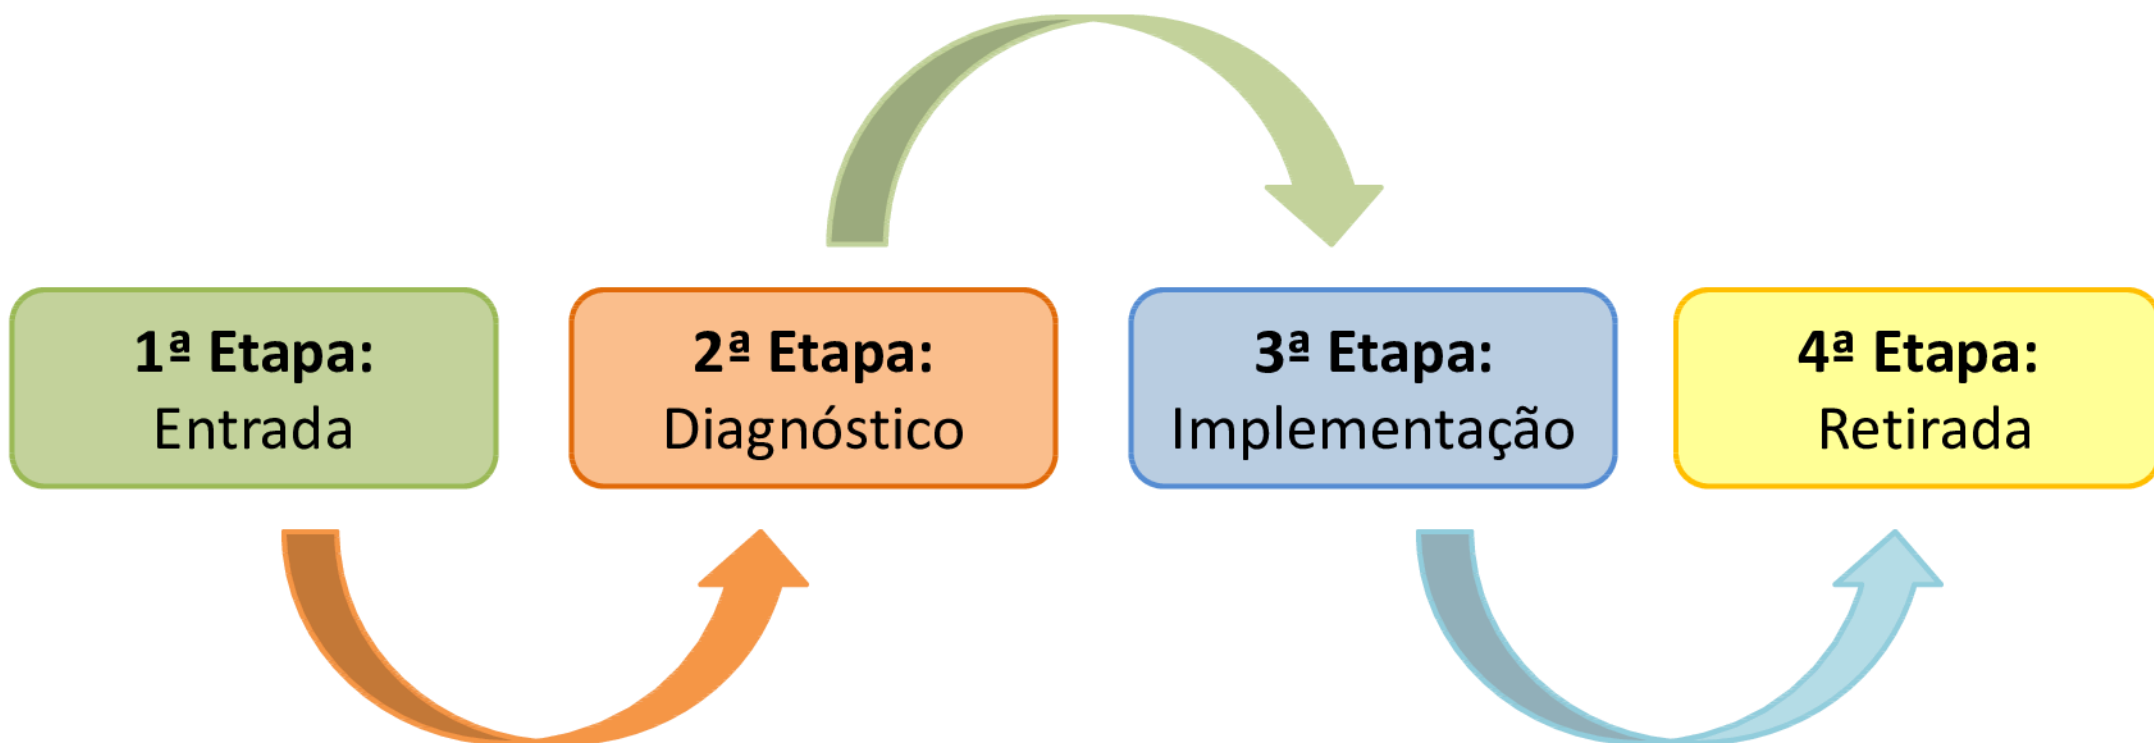 1ª Etapa:
Entrada
2ª Etapa:
Diagnóstico
3ª Etapa:
Implementação
4ª Etapa:
Retirada